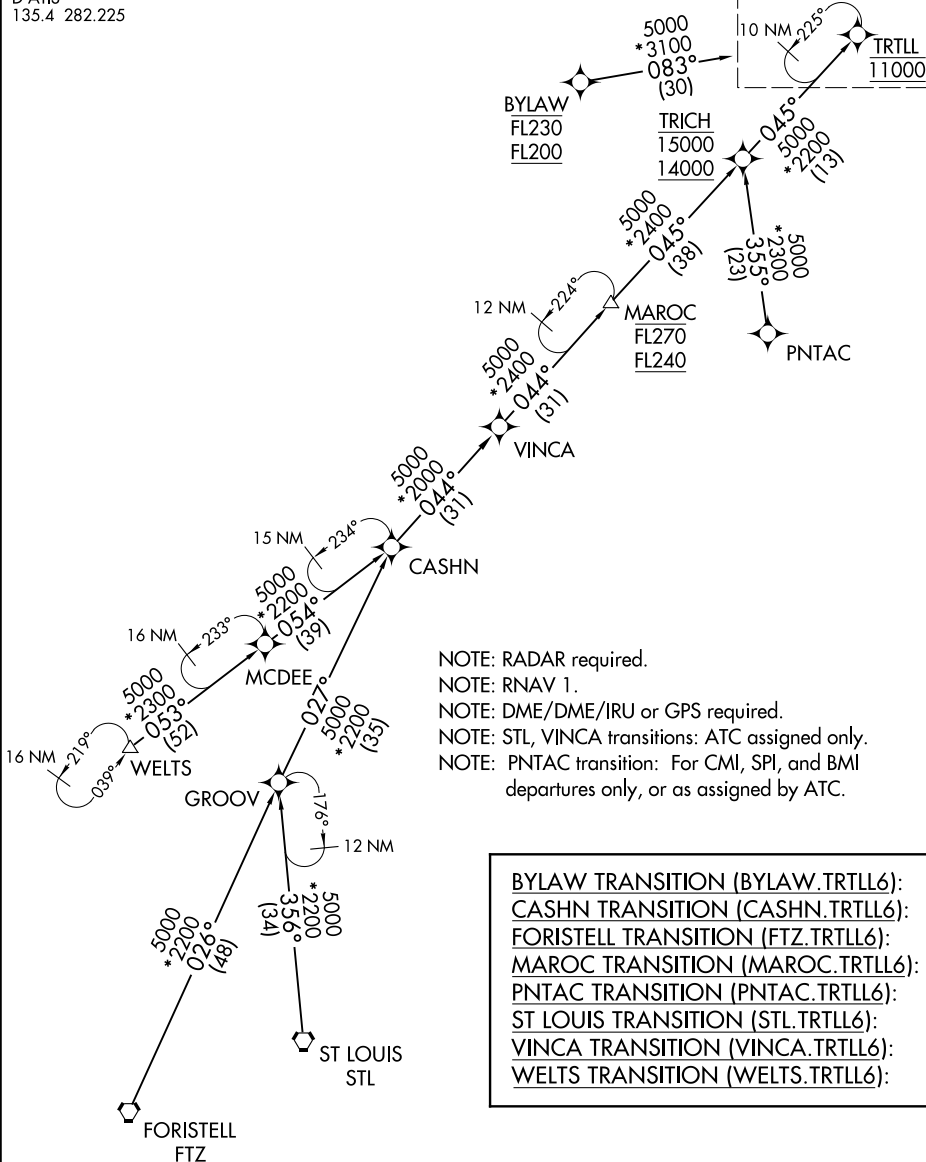 D-ATIS
135.4 282.225
5000
*3100
083°
(30)
BYLAW
FL230
FL200
10 NM
225°
TRTLL
11000
TRICH
15000
14000
045°
5000
*2200
(13)
5000
*2400
045°
(38)
5000
*2300
355°
(23)
PNTAC
12 NM
224°
MAROC
FL270
FL240
5000
*2400
044°
(31)
VINCA
5000
*2000
044°
(31)
15 NM
234°
CASHN
5000
*2200
054°
(39)
16 NM
233°
MCDEE
5000
*2300
053°
(52)
16 NM
219°
039°
WELTS
027°
5000
*2200
(35)
GROOV
176°
12 NM
5000
*2200
026°
(48)
5000
*2200
356°
(34)
ST LOUIS
STL
FORISTELL
FTZ
NOTE: RADAR required.
NOTE: RNAV 1.
NOTE: DME/DME/IRU or GPS required.
NOTE: STL, VINCA transitions: ATC assigned only.
NOTE: PNTAC transition: For CMI, SPI, and BMI
departures only, or as assigned by ATC.
BYLAW TRANSITION (BYLAW.TRTLL6):
CASHN TRANSITION (CASHN.TRTLL6):
FORISTELL TRANSITION (FTZ.TRTLL6):
MAROC TRANSITION (MAROC.TRTLL6):
PNTAC TRANSITION (PNTAC.TRTLL6):
ST LOUIS TRANSITION (STL.TRTLL6):
VINCA TRANSITION (VINCA.TRTLL6):
WELTS TRANSITION (WELTS.TRTLL6):